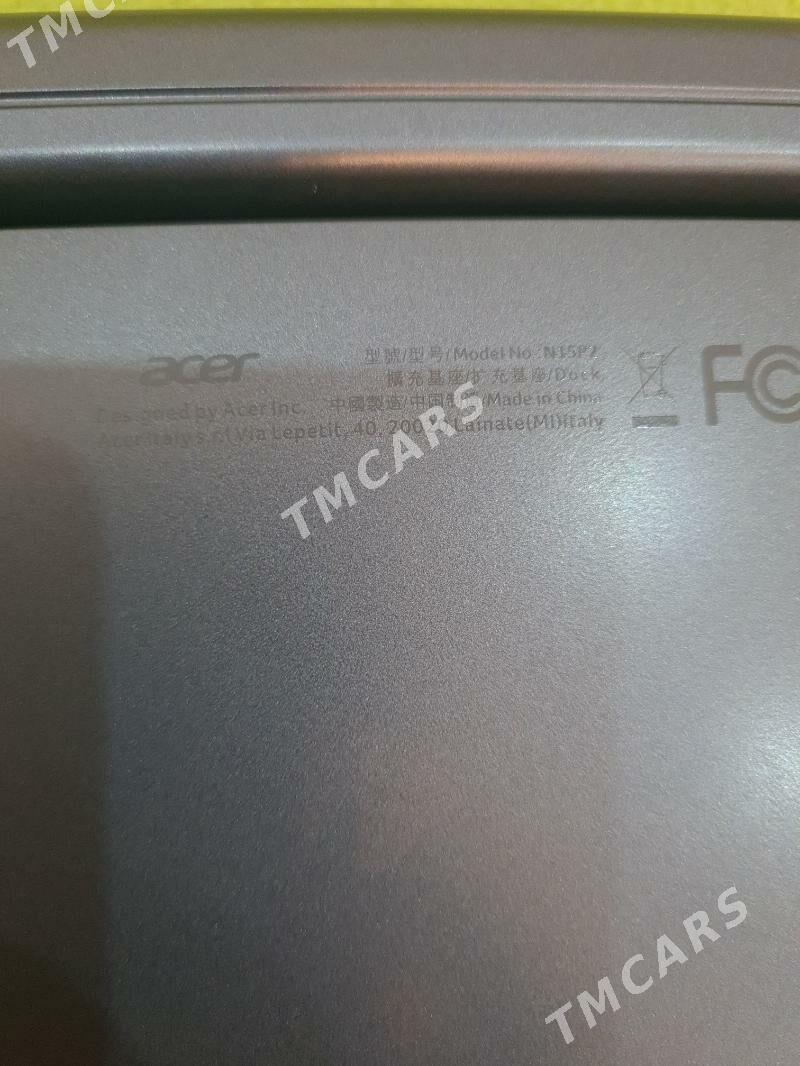 TMCARS
acer
型號/型号/Model No.:N15P2
擴充基座/扩充基座/Dock
Designed by Acer Inc. 中國製造/中国制造/Made in China
Acer Italy s.r.l Via Lepetit, 40, 20020 Lainate(MI)Italy
FC
TMCARS
TMCARS